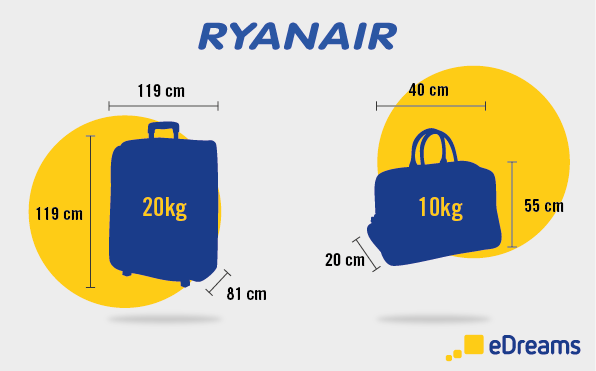 RYANAIR
119 cm
119 cm
20kg
81 cm
40 cm
10kg
55 cm
20 cm
eDreams